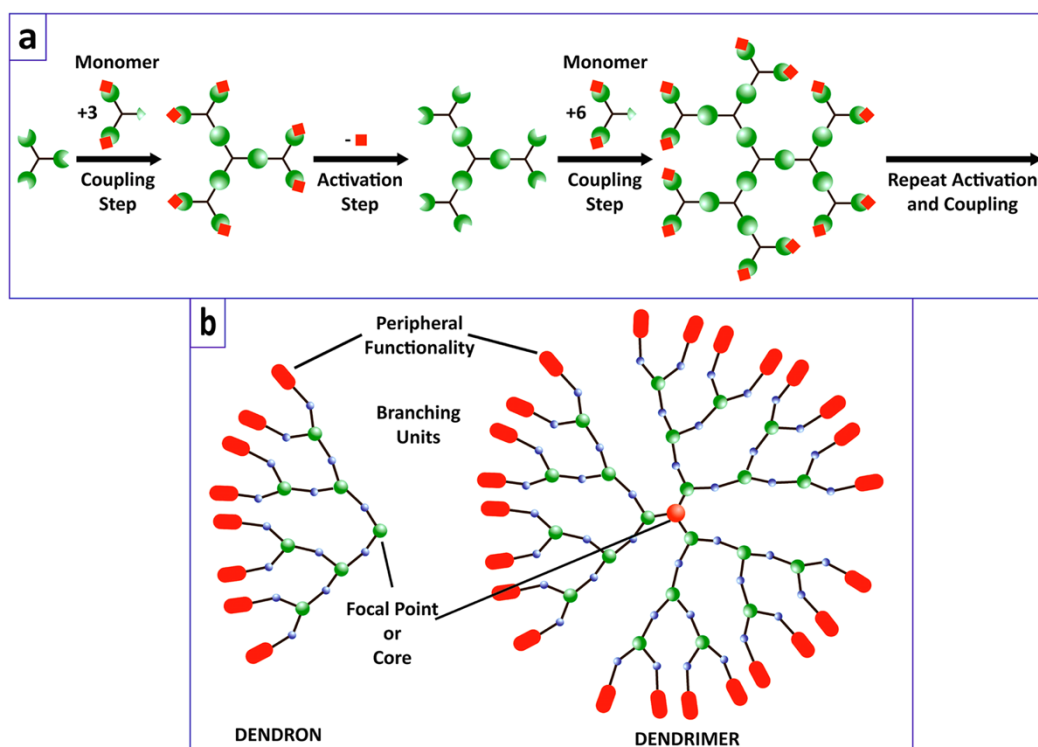 a
Monomer
+3
Coupling
Step
-
Activation
Step
Monomer
+6
Coupling
Step
Repeat Activation
and Coupling
b
Peripheral
Functionality
Branching
Units
Focal Point
or
Core
DENDRON
DENDRIMER